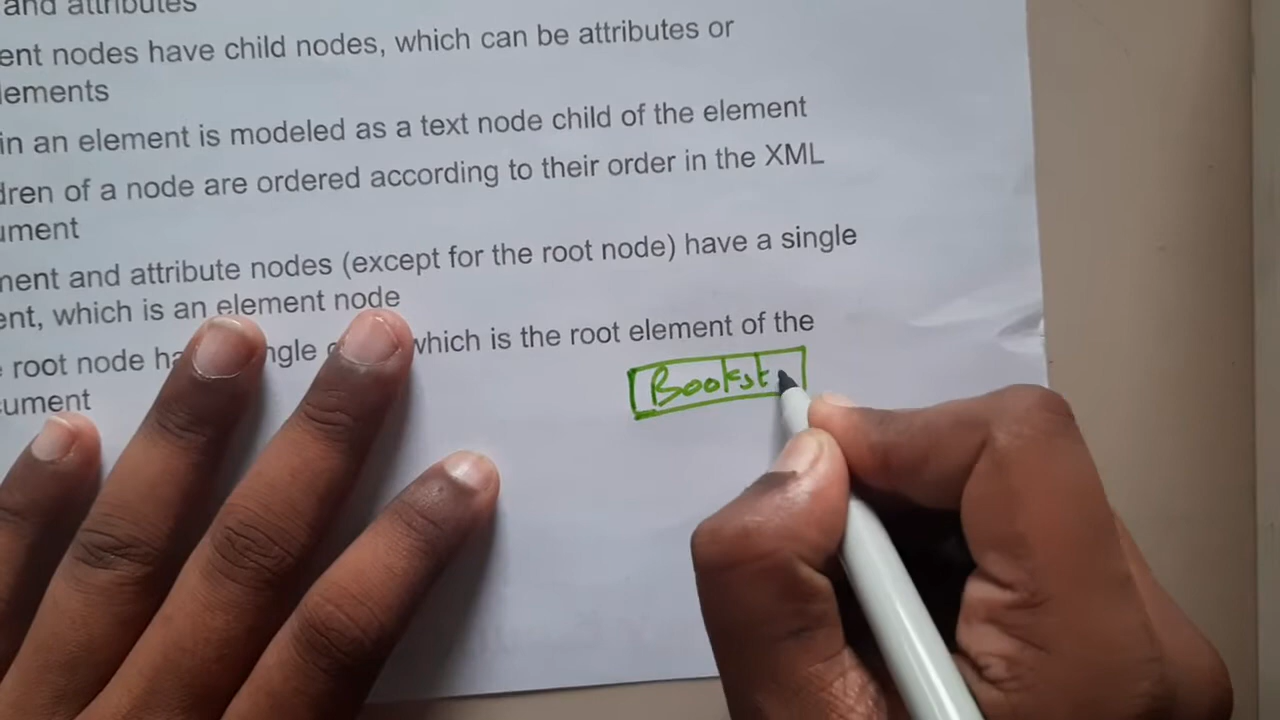 and attributes
ent nodes have child nodes, which can be attributes or
lements
in an element is modeled as a text node child of the element
dren of a node are ordered according to their order in the XML
ument
ment and attribute nodes (except for the root node) have a single
ent, which is an element node
root node ha ngle which is the root element of the
ument
Bookst